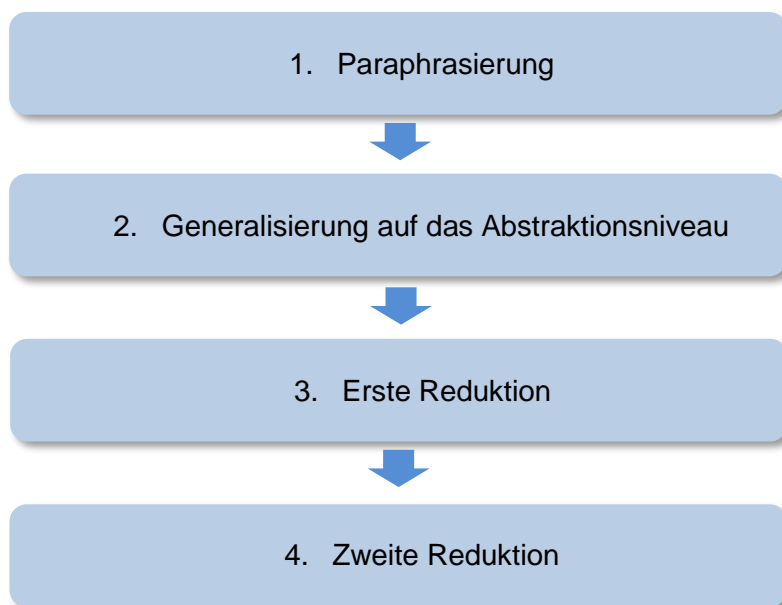 1. Paraphrasierung
2. Generalisierung auf das Abstraktionsniveau
3. Erste Reduktion
4. Zweite Reduktion